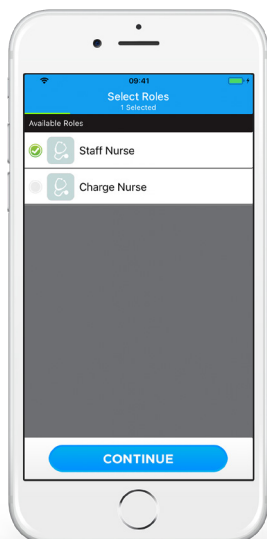 09:41
Select Roles
1 Selected
Available Roles
Staff Nurse
Charge Nurse
CONTINUE